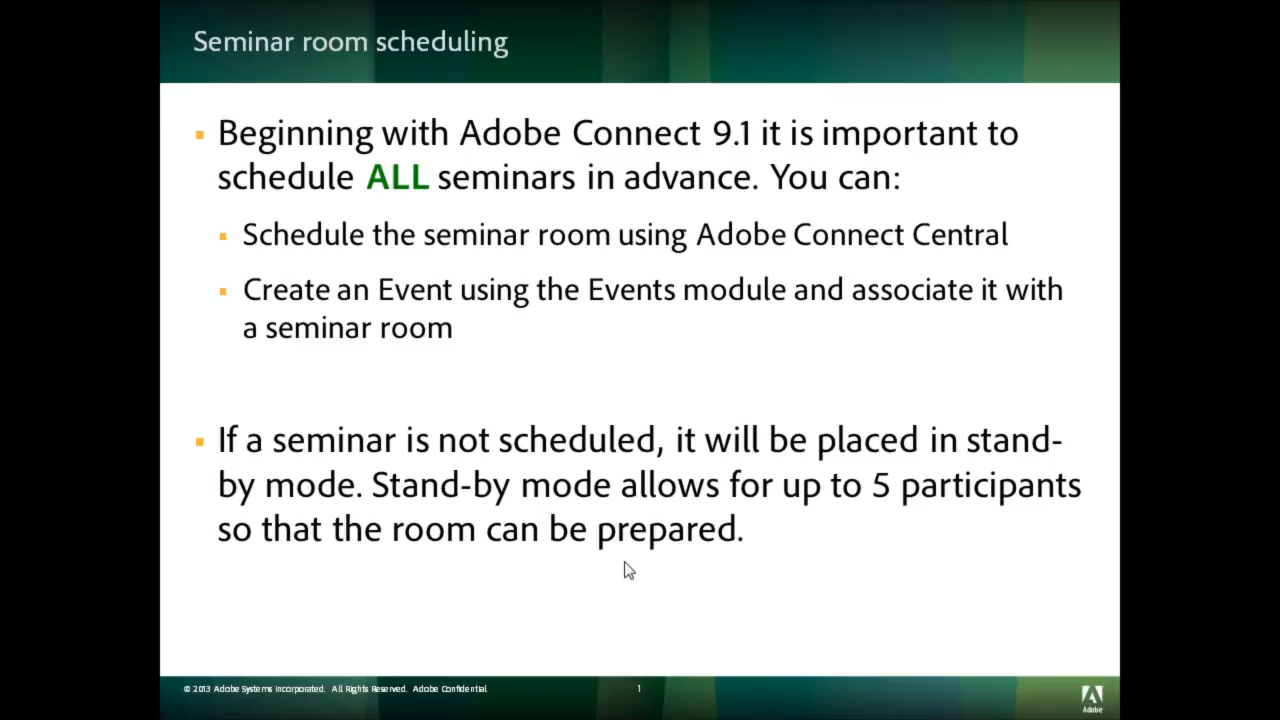 Seminar room scheduling
Beginning with Adobe Connect 9.1 it is important to
schedule ALL seminars in advance. You can:
Schedule the seminar room using Adobe Connect Central
Create an Event using the Events module and associate it with
a seminar room
If a seminar is not scheduled, it will be placed in stand-
by mode. Stand-by mode allows for up to 5 participants
so that the room can be prepared.
© 2013 Adobe Systems Incorporated. All Rights Reserved. Adobe Confidential.
1
Adobe